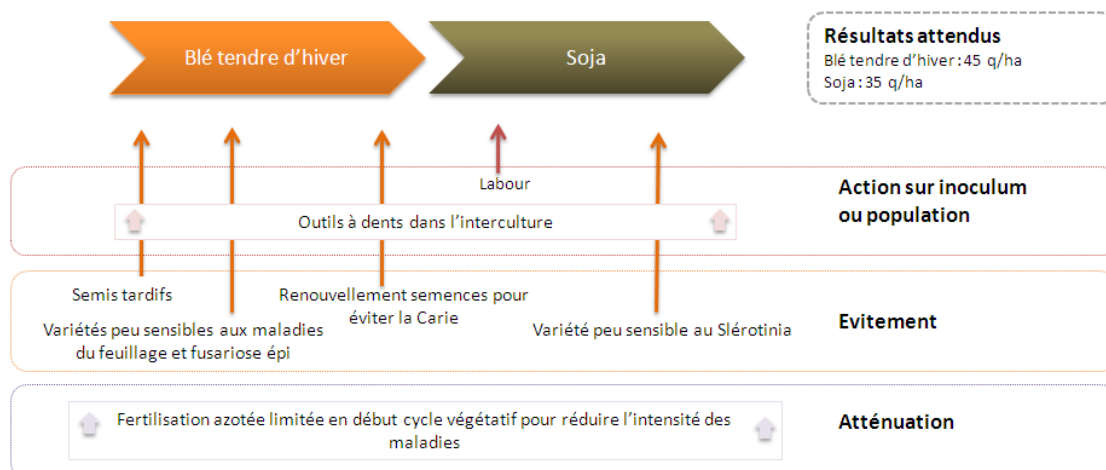 Blé tendre d'hiver
Soja
Résultats attendus
Blé tendre d'hiver : 45 q/ha
Soja : 35 q/ha
Labour
Outils à dents dans l'interculture
Action sur inoculum
ou population
Semis tardifs
Variétés peu sensibles aux maladies
du feuillage et fusariose épi
Renouvellement semences pour
éviter la Carie
Variété peu sensible au Slérotinia
Evitement
Fertilisation azotée limitée en début cycle végétatif pour réduire l'intensité des
maladies
Atténuation